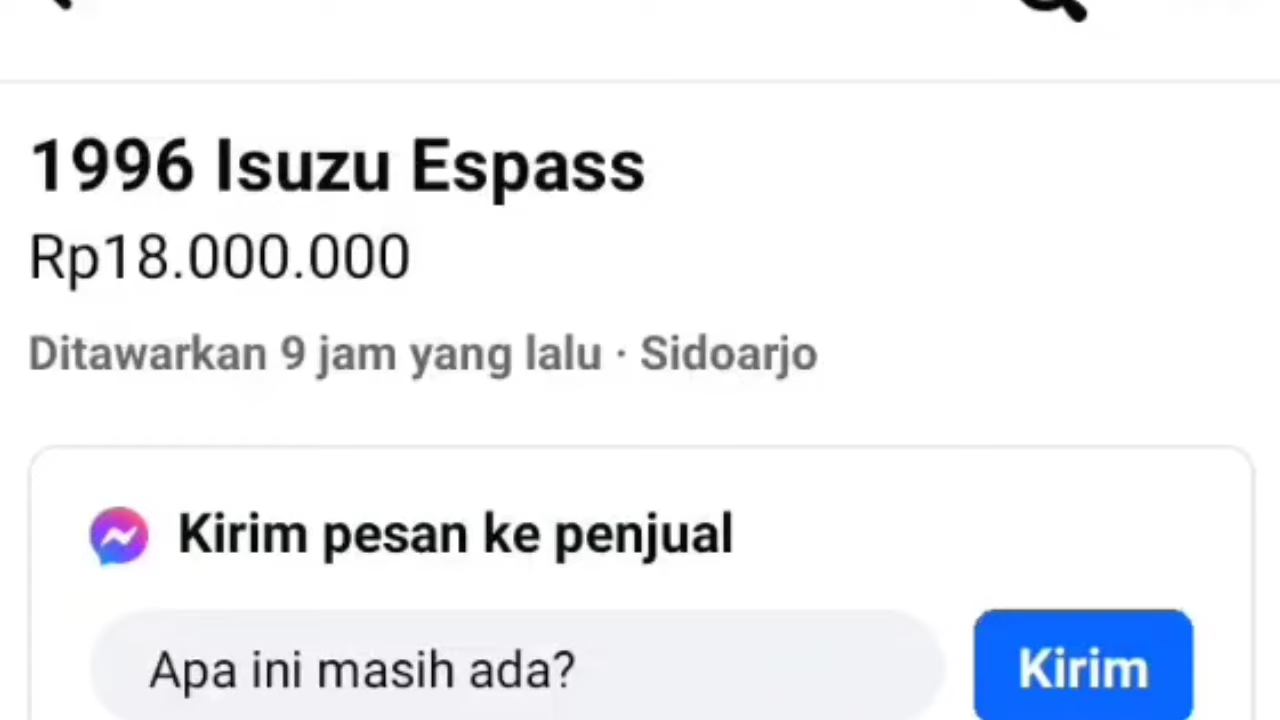 1996 Isuzu Espass
Rp18.000.000
Ditawarkan 9 jam yang lalu · Sidoarjo
Kirim pesan ke penjual
Apa ini masih ada?
Kirim